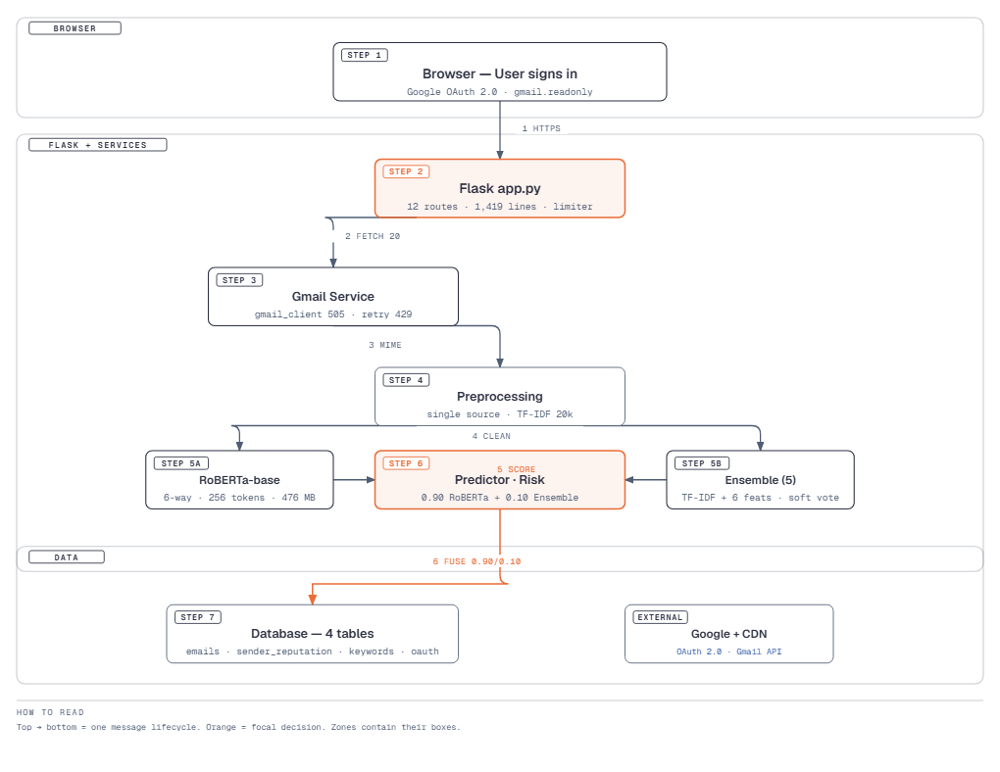 BROWSER
STEP 1
Browser — User signs in
Google OAuth 2.0 · gmail.readonly
1 HTTPS
FLASK + SERVICES
STEP 2
Flask app.py
12 routes · 1,419 lines · limiter
2 FETCH 20
STEP 3
Gmail Service
gmail_client 505 · retry 429
3 MIME
STEP 4
Preprocessing
single source · TF-IDF 20k
4 CLEAN
STEP 5A
RoBERTa-base
6-way · 256 tokens · 476 MB
STEP 6
5 SCORE
Predictor · Risk
0.90 RoBERTa + 0.10 Ensemble
STEP 5B
Ensemble (5)
TF-IDF + 6 feats · soft vote
DATA
6 FUSE 0.90/0.10
STEP 7
Database — 4 tables
emails · sender_reputation · keywords · oauth
EXTERNAL
Google + CDN
OAuth 2.0 · Gmail API
HOW TO READ
Top → bottom = one message lifecycle. Orange = focal decision. Zones contain their boxes.